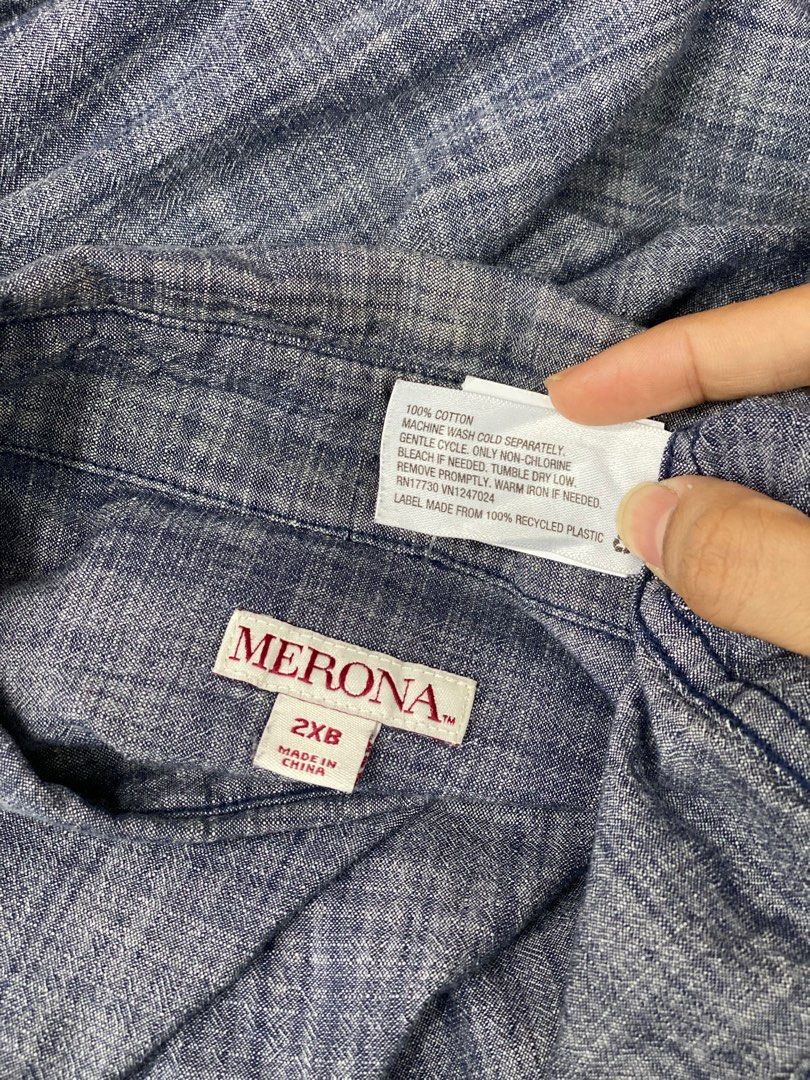 100% COTTON
MACHINE WASH COLD SEPARATELY.
GENTLE CYCLE. ONLY NON-CHLORINE
BLEACH IF NEEDED. TUMBLE DRY LOW.
REMOVE PROMPTLY. WARM IRON IF NEEDED.
RN17730 VN1247024
LABEL MADE FROM 100% RECYCLED PLASTIC
MERONA™
2XB
MADE IN
CHINA